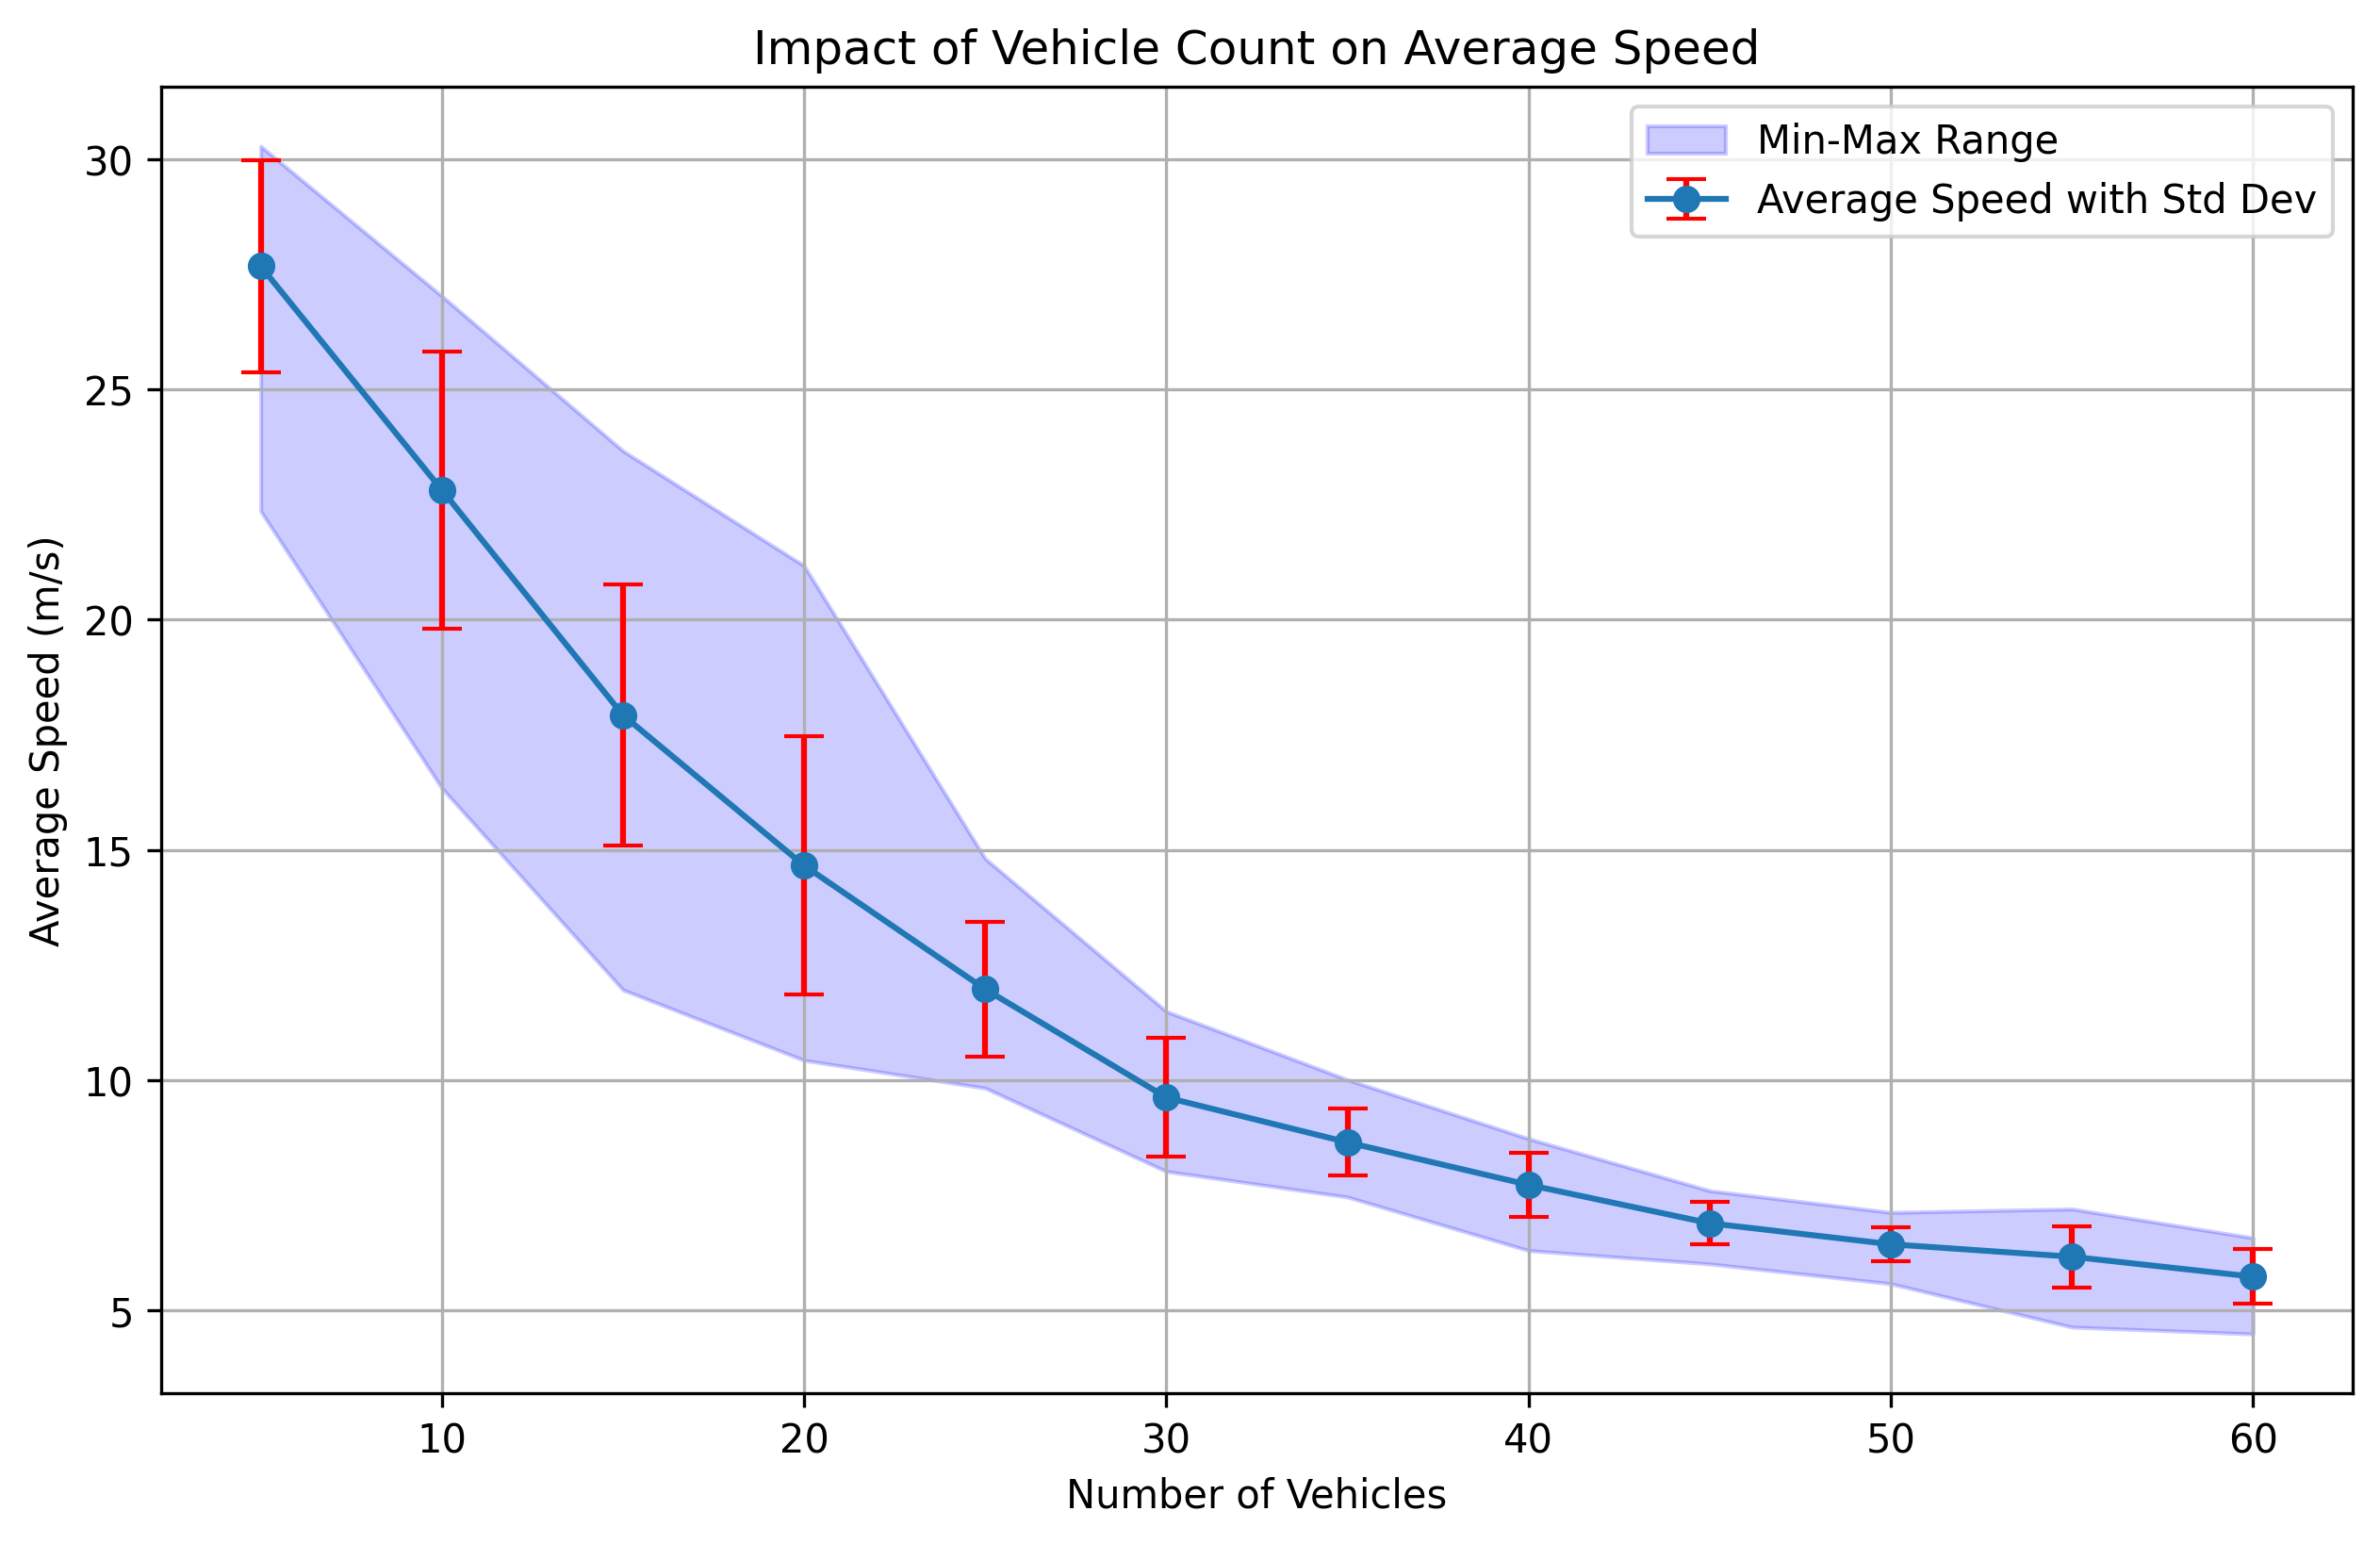 Impact of Vehicle Count on Average Speed
Min-Max Range
Average Speed with Std Dev
Average Speed (m/s)
30
25
20
15
10
5
10 20 30 40 50 60
Number of Vehicles